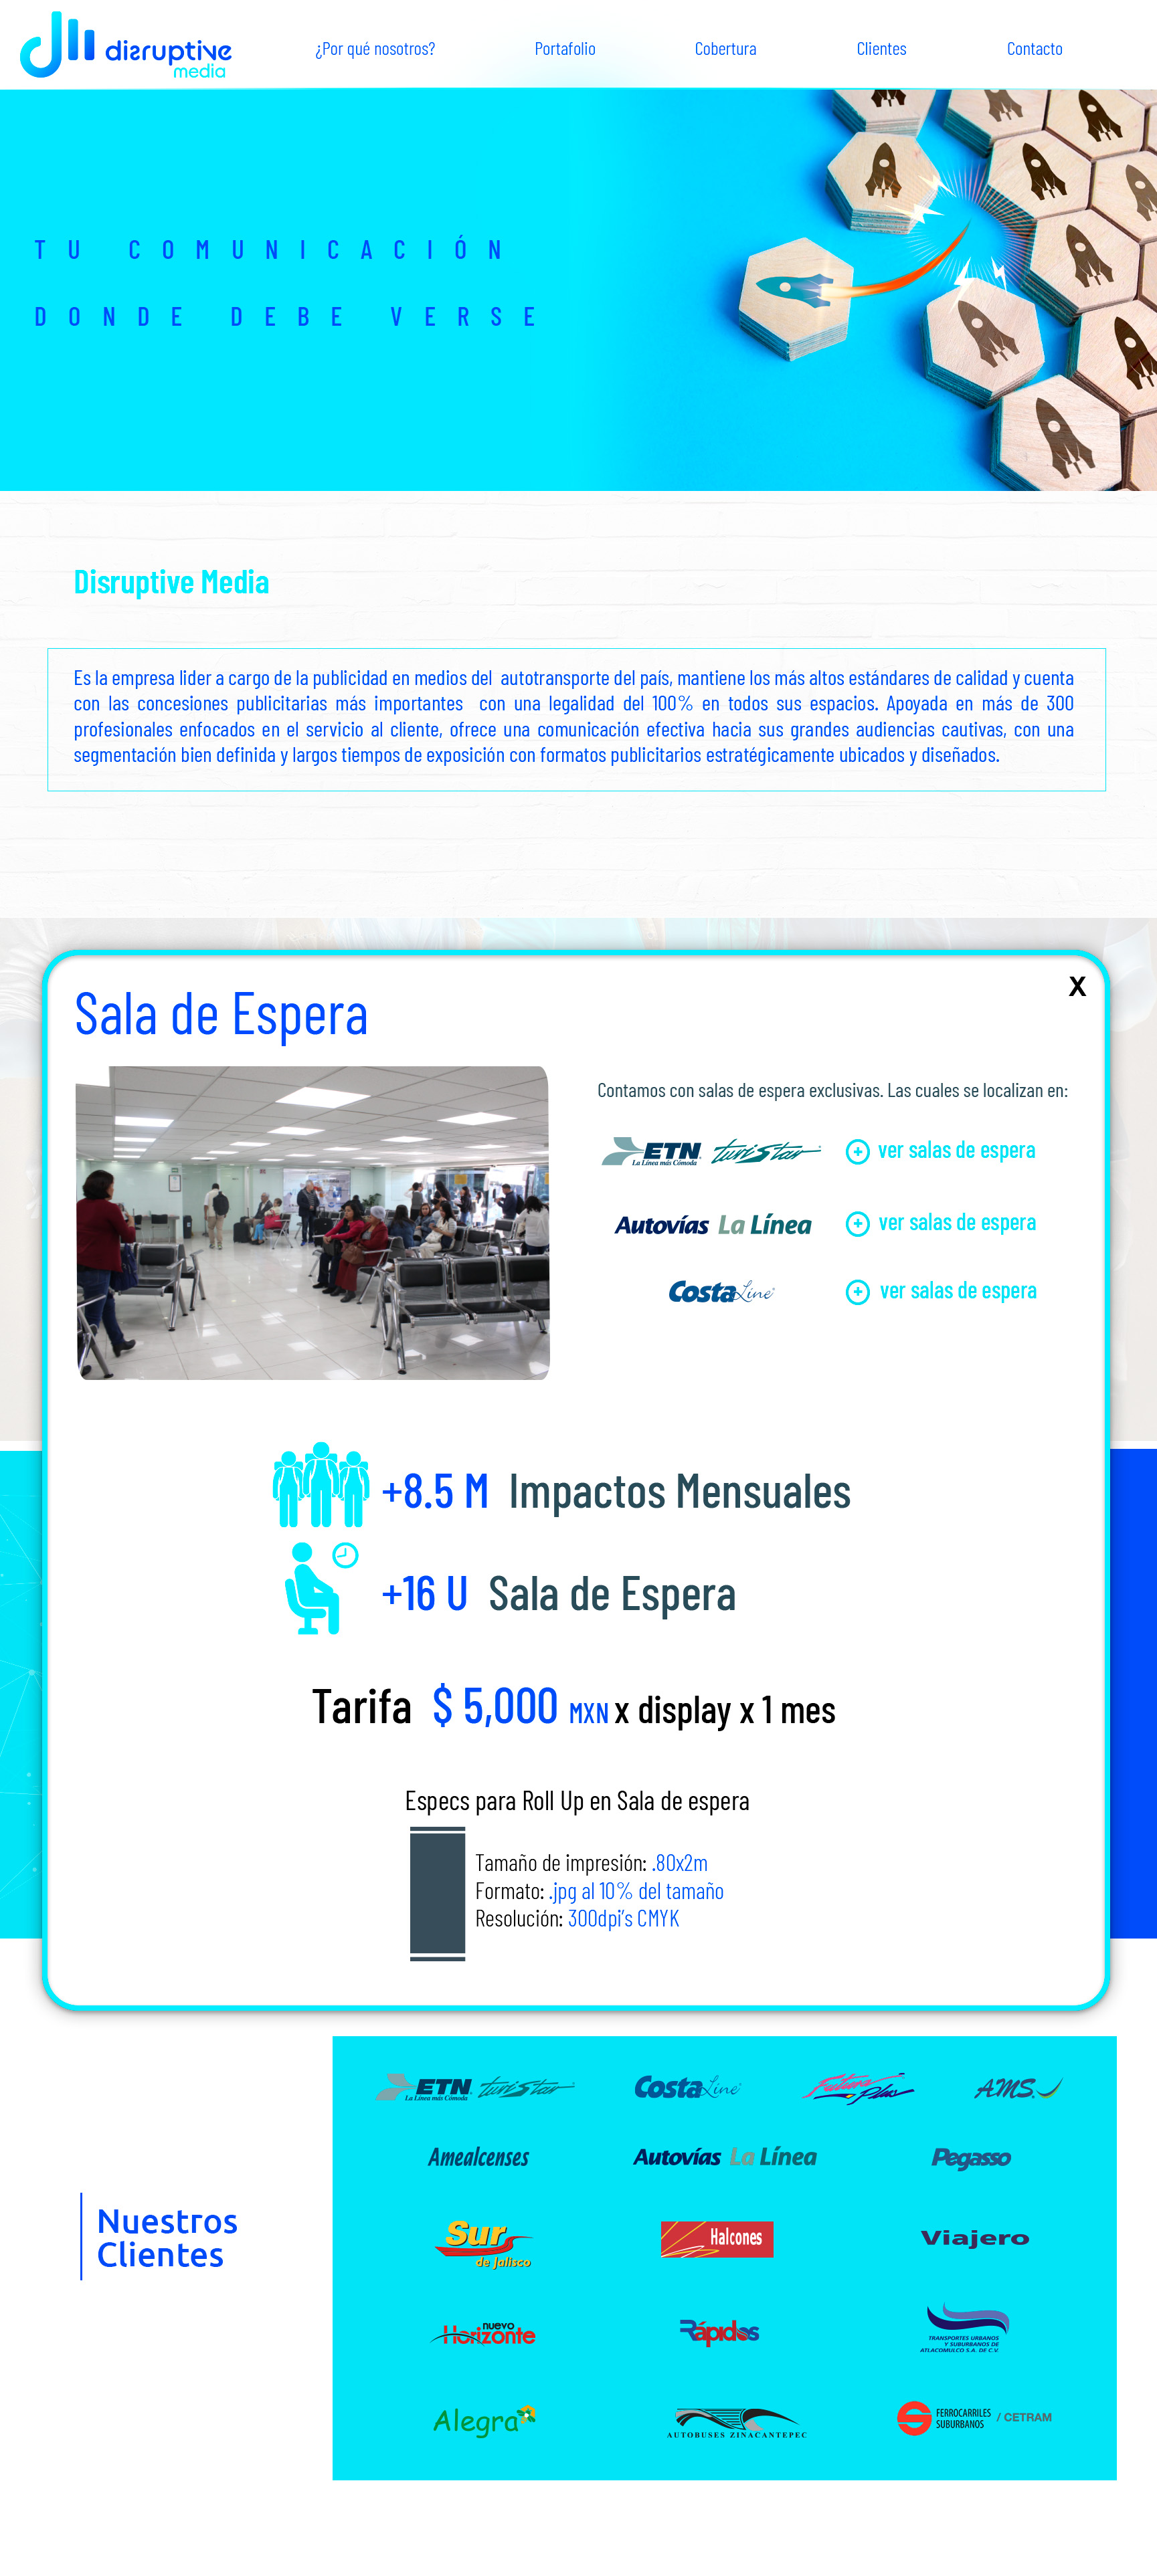 disruptive
media
¿Por qué nosotros?
Portafolio
Cobertura
Clientes
Contacto
TU COMUNICACIÓN
DONDE DEBE VERSE
Disruptive Media
Es la empresa lider a cargo de la publicidad en medios del autotransporte del país, mantiene los más altos estándares de calidad y cuenta
con las concesiones publicitarias más importantes con una legalidad del 100% en todos sus espacios. Apoyada en más de 300
profesionales enfocados en el servicio al cliente, ofrece una comunicación efectiva hacia sus grandes audiencias cautivas, con una
segmentación bien definida y largos tiempos de exposición con formatos publicitarios estratégicamente ubicados y diseñados.
X
Sala de Espera
Contamos con salas de espera exclusivas. Las cuales se localizan en:
ETN turistar
La Línea más Cómoda
ver salas de espera
Autovías La Línea
ver salas de espera
Costa Line
ver salas de espera
+8.5 M Impactos Mensuales
+16 U Sala de Espera
Tarifa $ 5,000 MXN x display x 1 mes
Especs para Roll Up en Sala de espera
Tamaño de impresión: .80x2m
Formato: .jpg al 10% del tamaño
Resolución: 300dpi's CMYK
Nuestros
Clientes
ETN turistar
La Línea más Cómoda
Costa Line
Futura Plus
AMS
Amealcenses
Autovías La Línea
Pegasso
Sur
de Jalisco
Halcones
Viajero
nuevo
Horizonte
Rápidos
TRANSPORTES URBANOS
Y SUBURBANOS DE
ATLACOMULCO S.A. DE C.V.
Alegra
AUTOBUSES ZINACANTEPEC
FERROCARRILES
SUBURBANOS
/ CETRAM